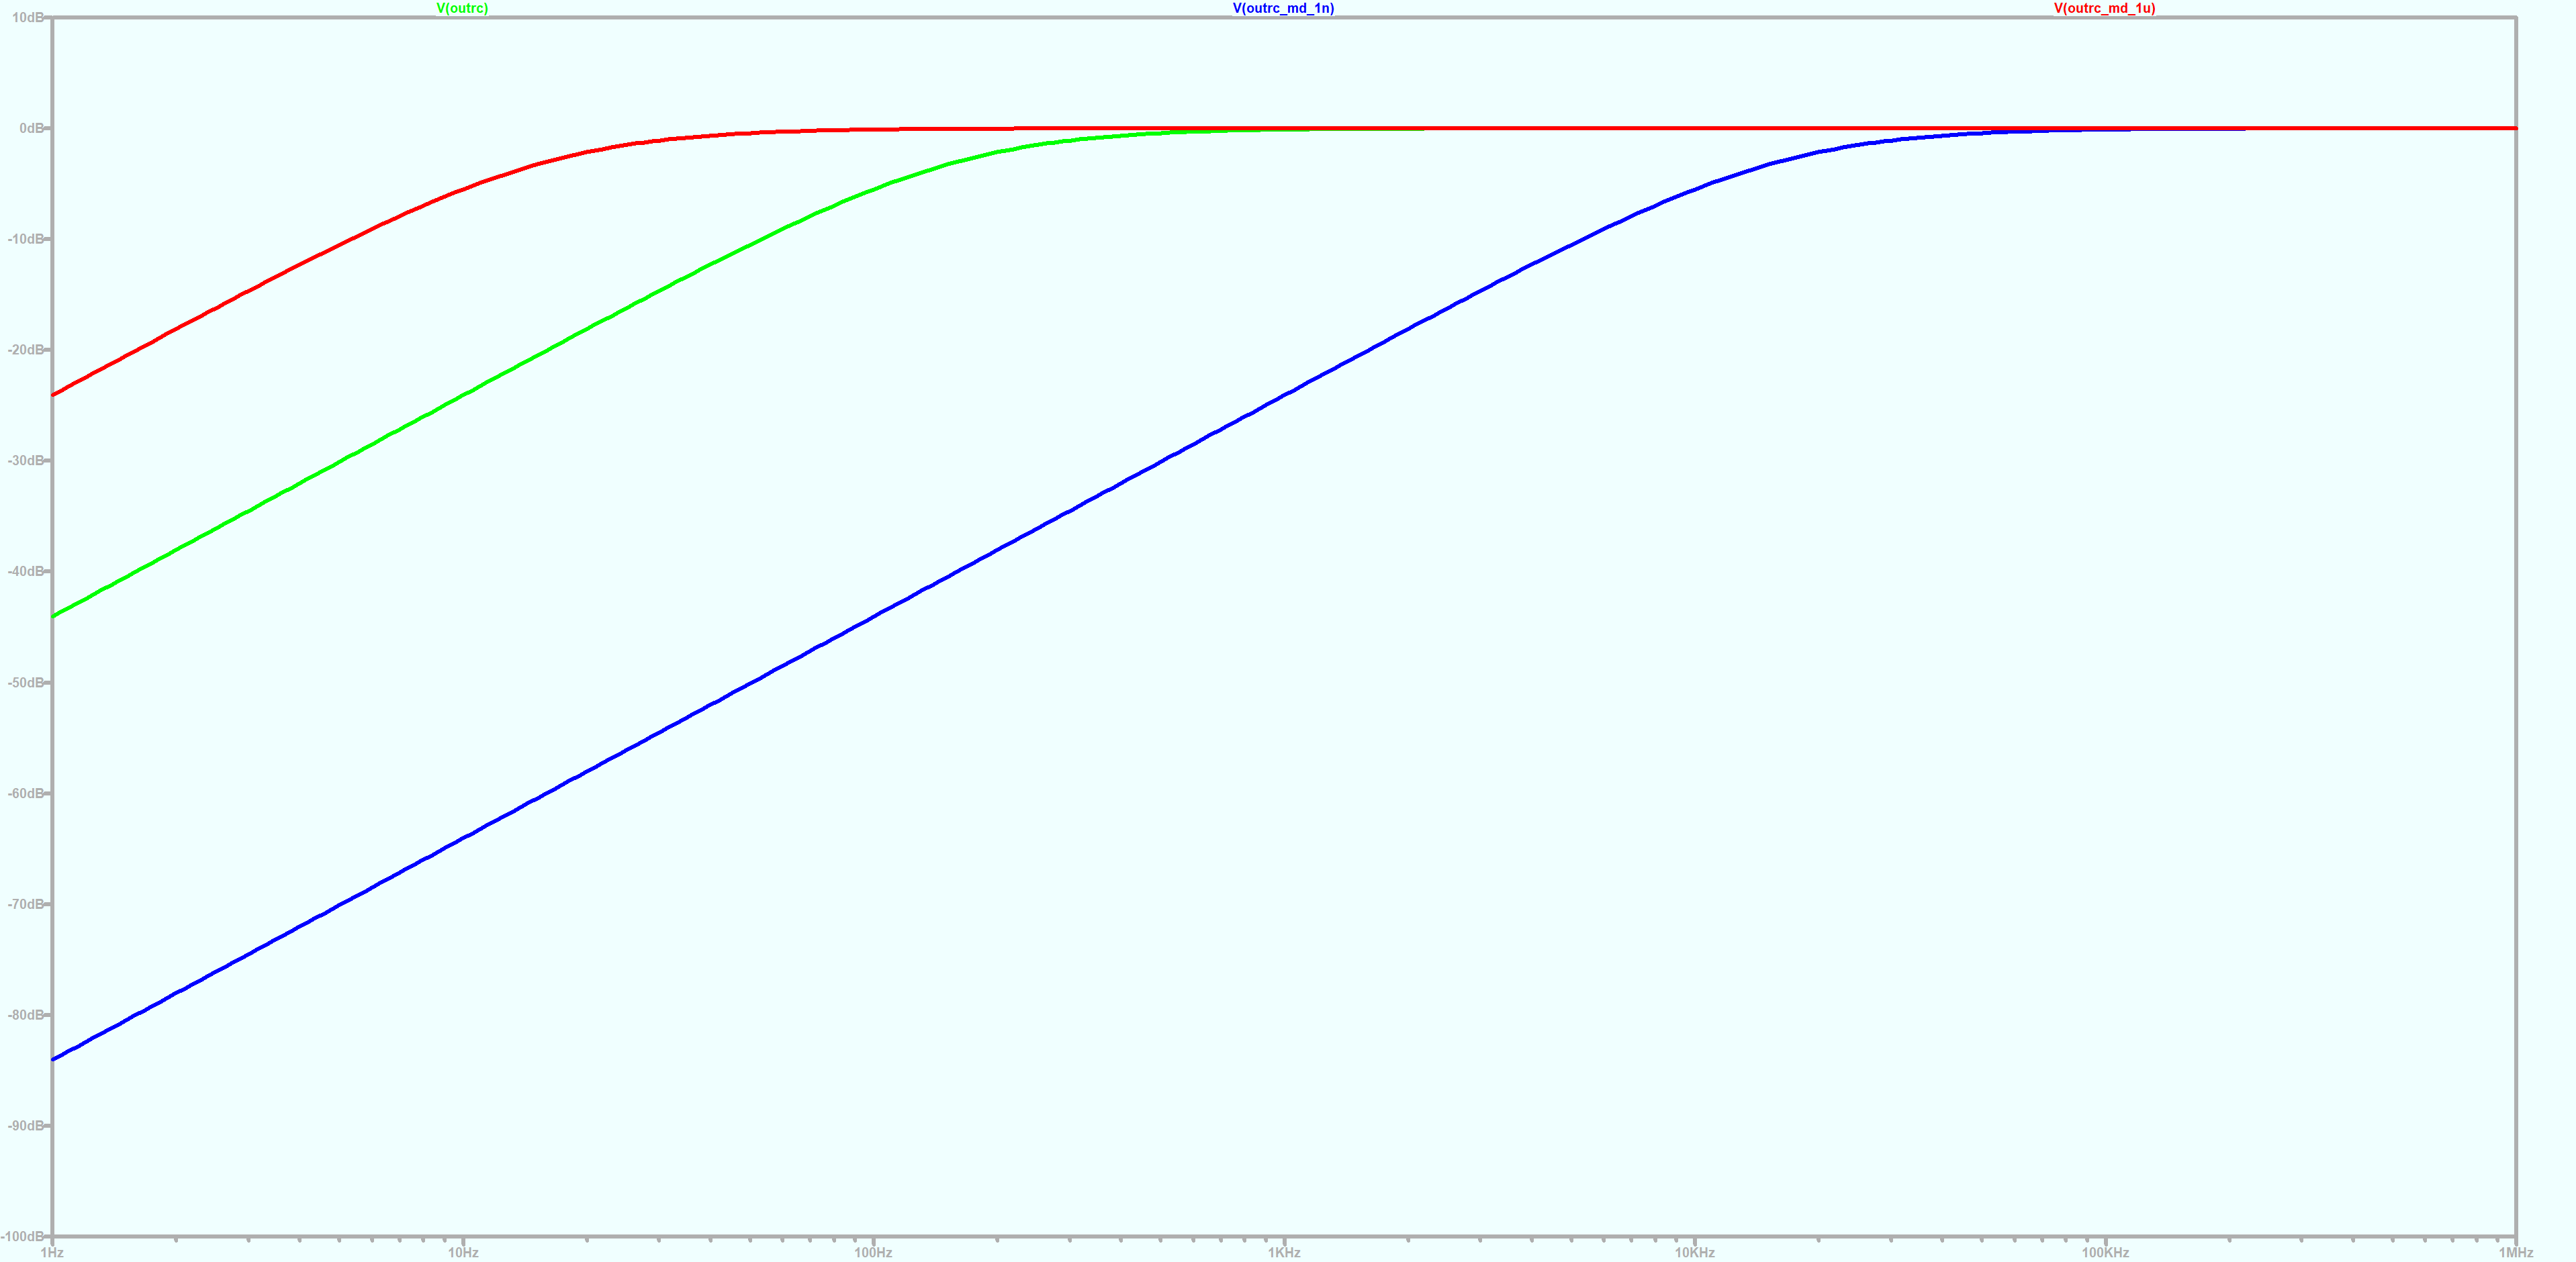 V(outrc) V(outrc_md_1n) V(outrc_md_1u)
10dB
0dB
-10dB
-20dB
-30dB
-40dB
-50dB
-60dB
-70dB
-80dB
-90dB
-100dB
1Hz 10Hz 100Hz 1KHz 10KHz 100KHz 1MHz